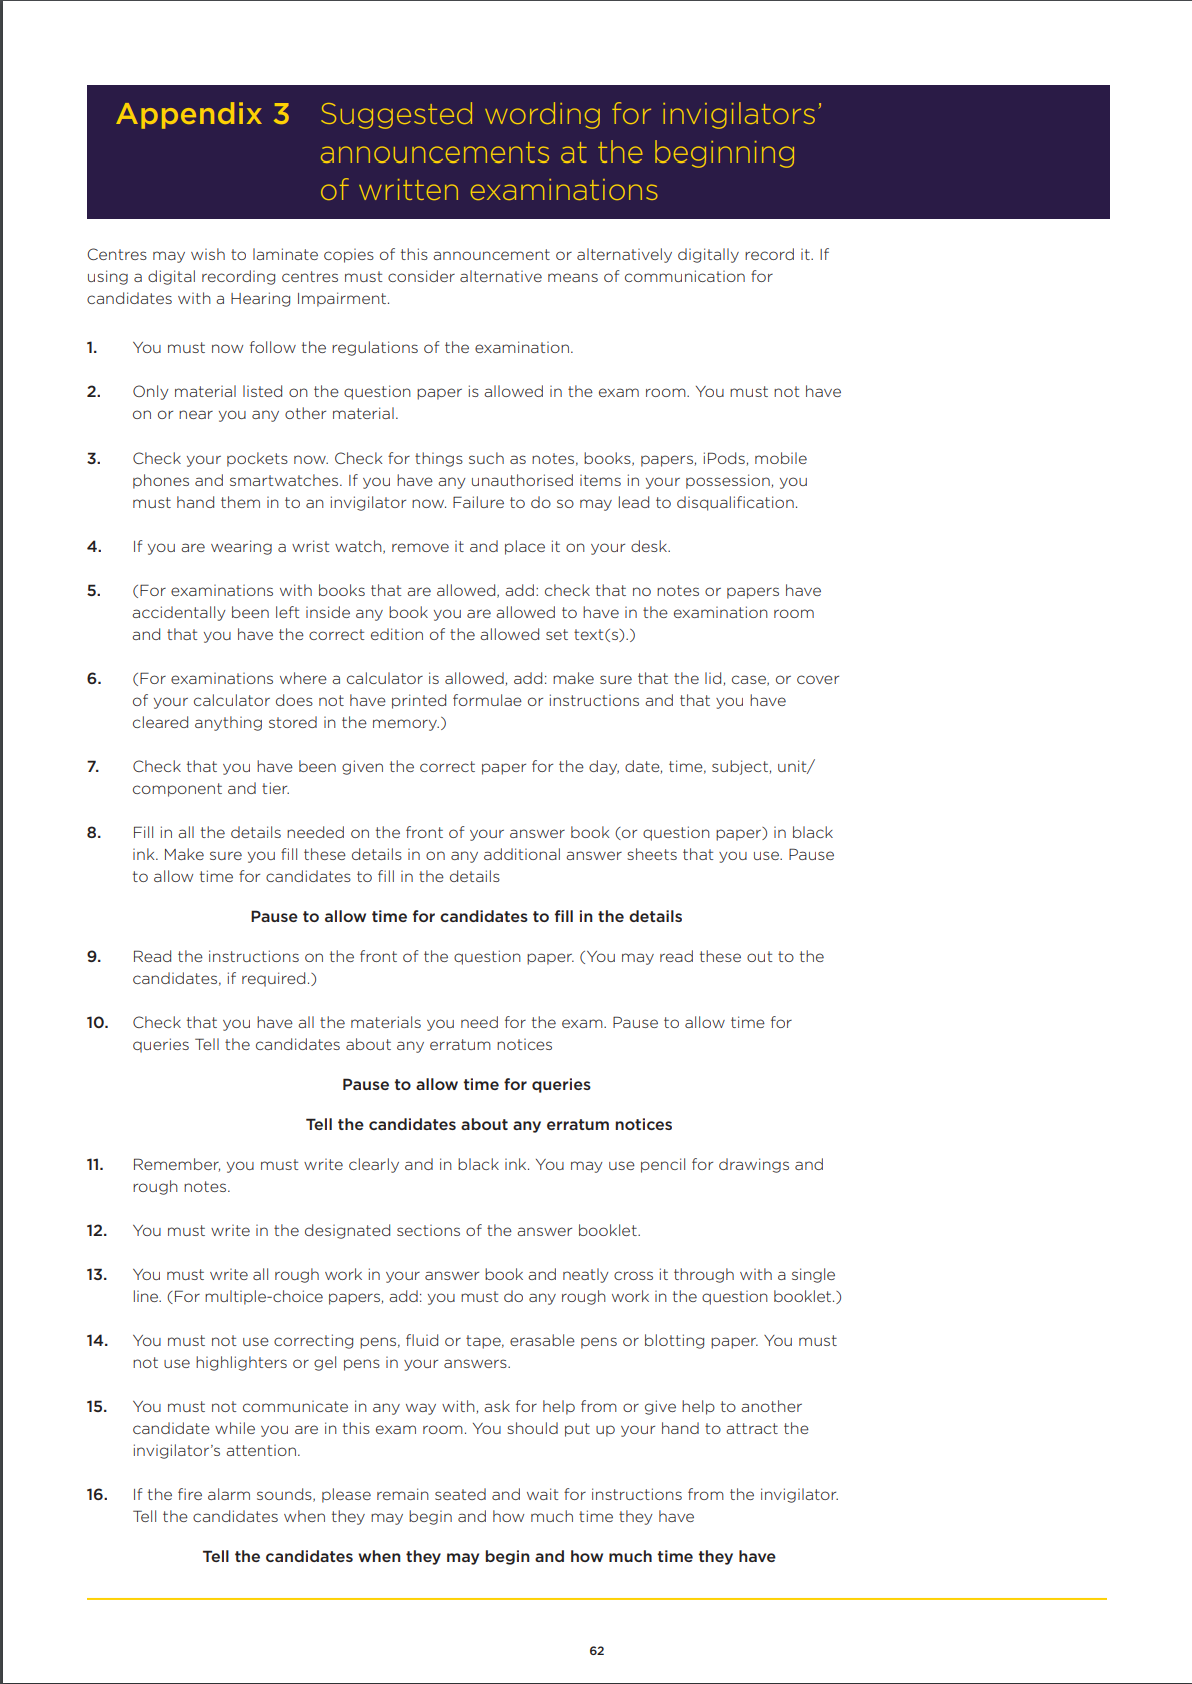 Appendix 3 Suggested wording for invigilators’
announcements at the beginning
of written examinations
Centres may wish to laminate copies of this announcement or alternatively digitally record it. If
using a digital recording centres must consider alternative means of communication for
candidates with a Hearing Impairment.
1. You must now follow the regulations of the examination.
2. Only material listed on the question paper is allowed in the exam room. You must not have
on or near you any other material.
3. Check your pockets now. Check for things such as notes, books, papers, iPods, mobile
phones and smartwatches. If you have any unauthorised items in your possession, you
must hand them in to an invigilator now. Failure to do so may lead to disqualification.
4. If you are wearing a wrist watch, remove it and place it on your desk.
5. (For examinations with books that are allowed, add: check that no notes or papers have
accidentally been left inside any book you are allowed to have in the examination room
and that you have the correct edition of the allowed set text(s).)
6. (For examinations where a calculator is allowed, add: make sure that the lid, case, or cover
of your calculator does not have printed formulae or instructions and that you have
cleared anything stored in the memory.)
7. Check that you have been given the correct paper for the day, date, time, subject, unit/
component and tier.
8. Fill in all the details needed on the front of your answer book (or question paper) in black
ink. Make sure you fill these details in on any additional answer sheets that you use. Pause
to allow time for candidates to fill in the details
Pause to allow time for candidates to fill in the details
9. Read the instructions on the front of the question paper. (You may read these out to the
candidates, if required.)
10. Check that you have all the materials you need for the exam. Pause to allow time for
queries Tell the candidates about any erratum notices
Pause to allow time for queries
Tell the candidates about any erratum notices
11. Remember, you must write clearly and in black ink. You may use pencil for drawings and
rough notes.
12. You must write in the designated sections of the answer booklet.
13. You must write all rough work in your answer book and neatly cross it through with a single
line. (For multiple-choice papers, add: you must do any rough work in the question booklet.)
14. You must not use correcting pens, fluid or tape, erasable pens or blotting paper. You must
not use highlighters or gel pens in your answers.
15. You must not communicate in any way with, ask for help from or give help to another
candidate while you are in this exam room. You should put up your hand to attract the
invigilator’s attention.
16. If the fire alarm sounds, please remain seated and wait for instructions from the invigilator.
Tell the candidates when they may begin and how much time they have
Tell the candidates when they may begin and how much time they have
62